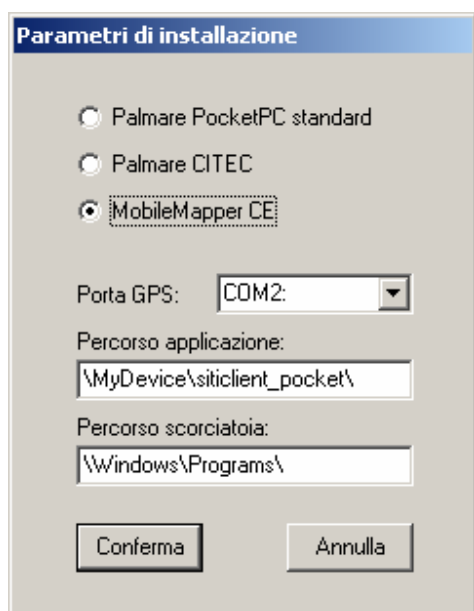 Parametri di installazione
Palmare PocketPC standard
Palmare CITEC
MobileMapper CE
Porta GPS: COM2:
Percorso applicazione:
\MyDevice\siticlient_pocket\
Percorso scorciatoia:
\Windows\Programs\
Conferma Annulla